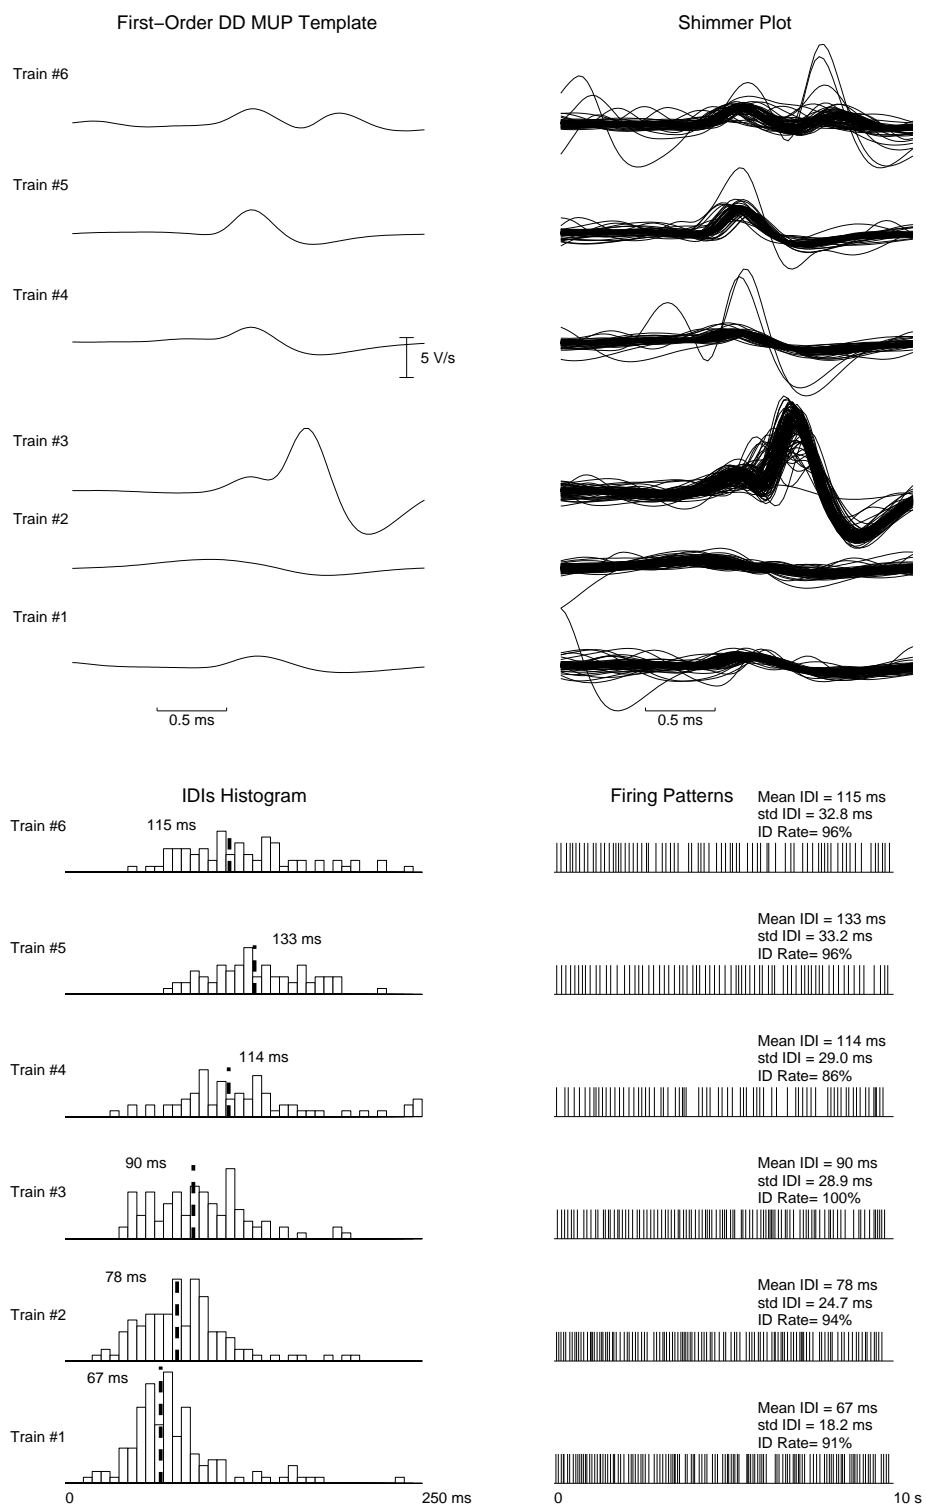 First−Order DD MUP Template
Shimmer Plot
Train #6
Train #5
Train #4
5 V/s
Train #3
Train #2
Train #1
0.5 ms
0.5 ms
IDIs Histogram
Firing Patterns
Train #6
115 ms
Mean IDI = 115 ms
std IDI = 32.8 ms
ID Rate= 96%
Train #5
133 ms
Mean IDI = 133 ms
std IDI = 33.2 ms
ID Rate= 96%
Train #4
114 ms
Mean IDI = 114 ms
std IDI = 29.0 ms
ID Rate= 86%
Train #3
90 ms
Mean IDI = 90 ms
std IDI = 28.9 ms
ID Rate= 100%
Train #2
78 ms
Mean IDI = 78 ms
std IDI = 24.7 ms
ID Rate= 94%
Train #1
67 ms
Mean IDI = 67 ms
std IDI = 18.2 ms
ID Rate= 91%
0
250 ms
0
10 s